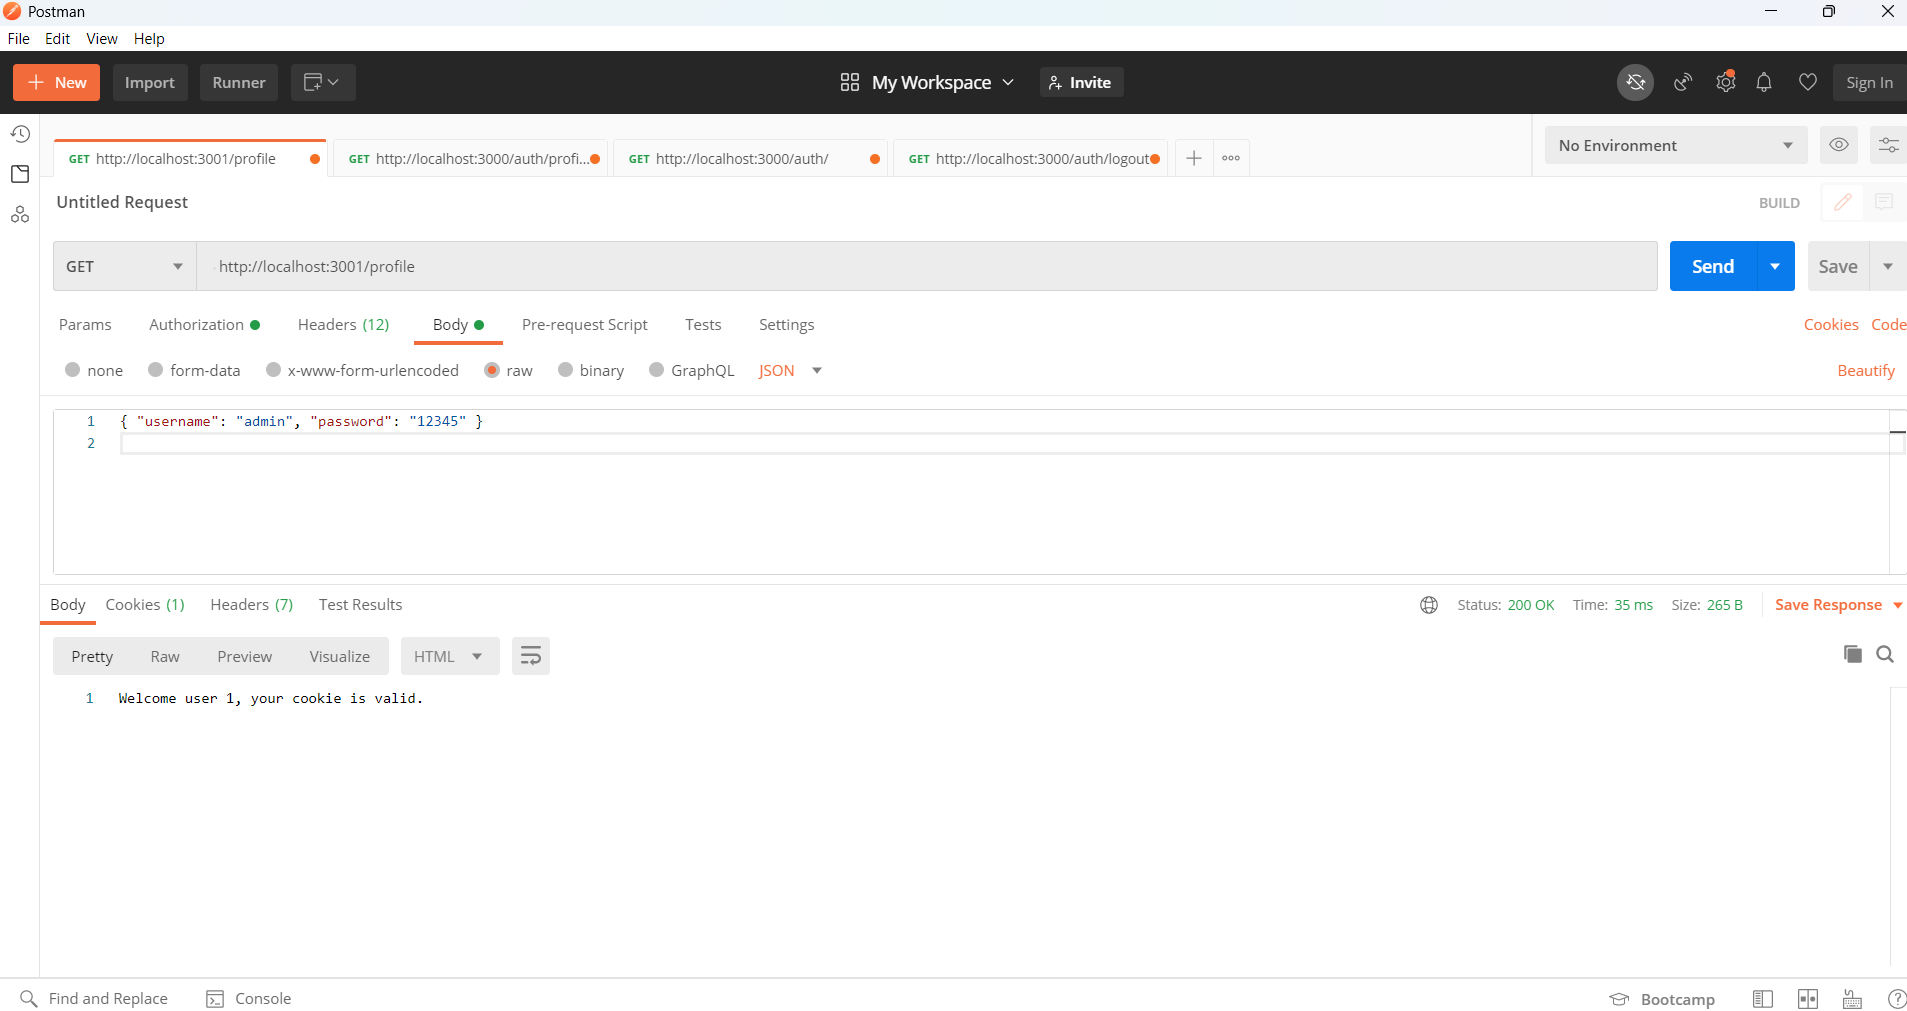 Postman
File Edit View Help
New Import Runner My Workspace Invite Sign In
GET http://localhost:3001/profile GET http://localhost:3000/auth/profi... GET http://localhost:3000/auth/ GET http://localhost:3000/auth/logout No Environment
Untitled Request BUILD
GET http://localhost:3001/profile Send Save
Params Authorization Headers (12) Body Pre-request Script Tests Settings Cookies Code
none form-data x-www-form-urlencoded raw binary GraphQL JSON Beautify
1 { "username": "admin", "password": "12345" }
2
Body Cookies (1) Headers (7) Test Results Status: 200 OK Time: 35 ms Size: 265 B Save Response
Pretty Raw Preview Visualize HTML
1 Welcome user 1, your cookie is valid.
Find and Replace Console Bootcamp